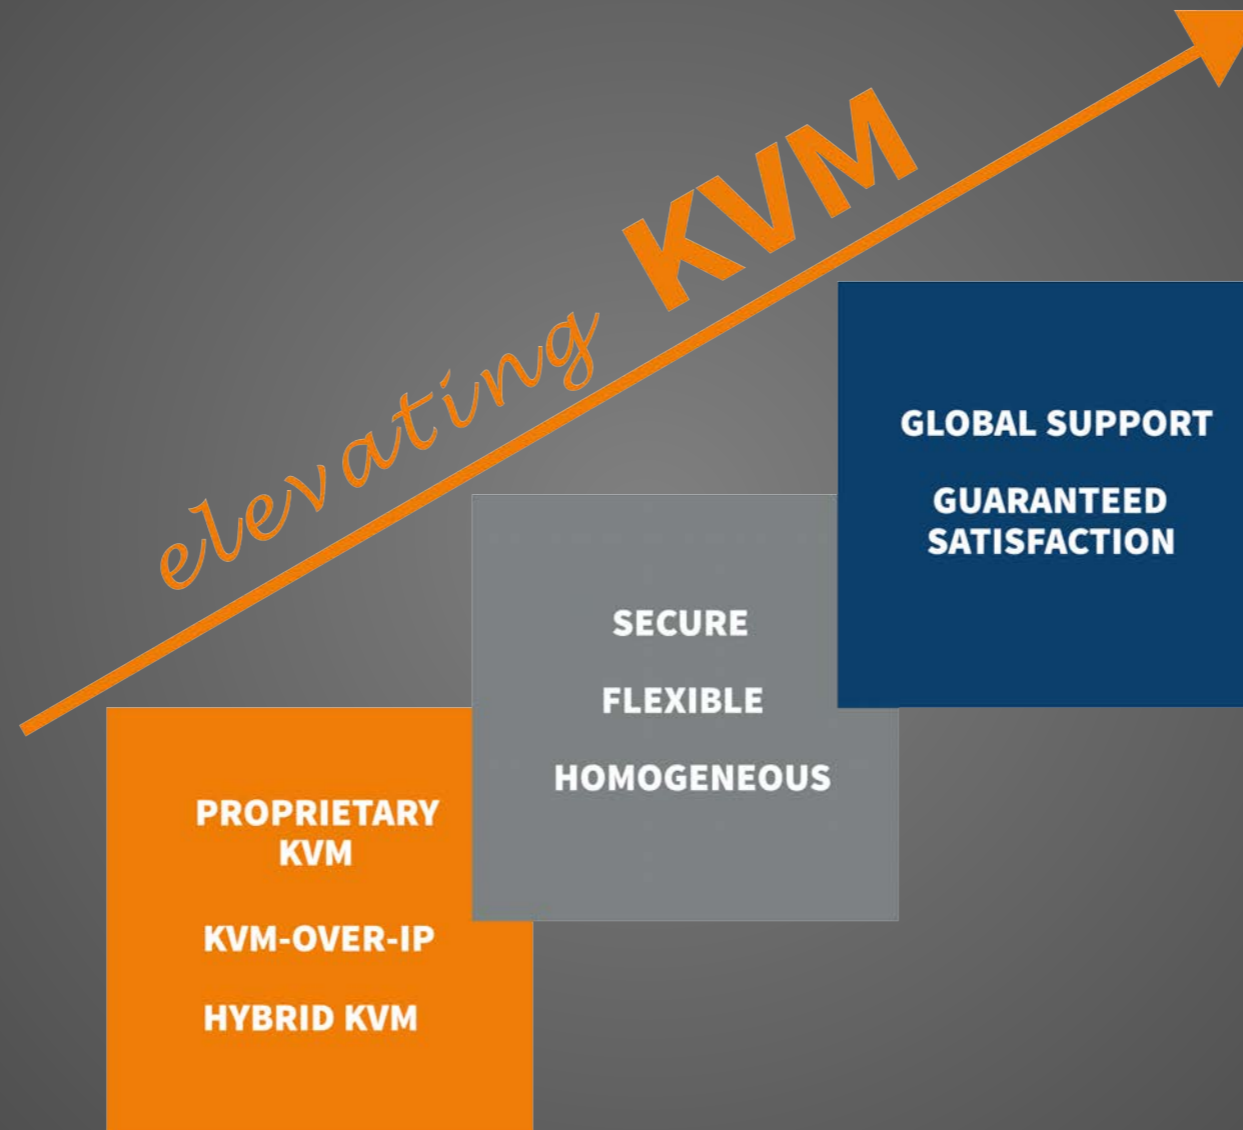 elevating KVM
GLOBAL SUPPORT
GUARANTEED
SATISFACTION
SECURE
FLEXIBLE
HOMOGENEOUS
PROPRIETARY
KVM
KVM-OVER-IP
HYBRID KVM